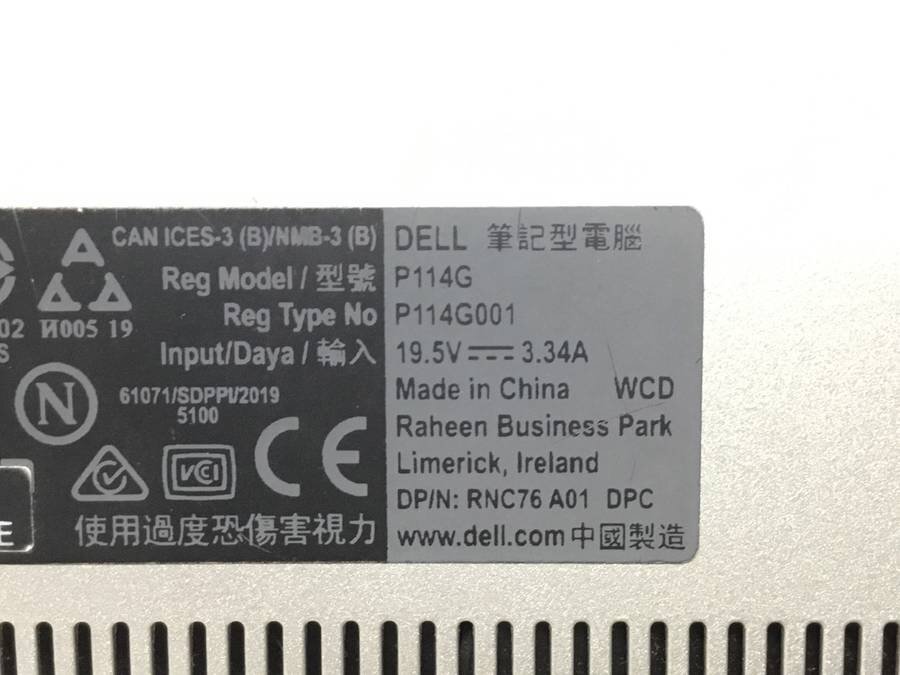 CAN ICES-3 (B)/NMB-3 (B)
DELL 筆記型電腦
Reg Model / 型號 P114G
Reg Type No P114G001
02 И005 19
S
Input/Daya / 輸入 19.5V 3.34A
N
61071/SDPPI/2019
5100
Made in China WCD
Raheen Business Park
VCI
CE
Limerick, Ireland
DP/N: RNC76 A01 DPC
E
使用過度恐傷害視力
www.dell.com 中國製造